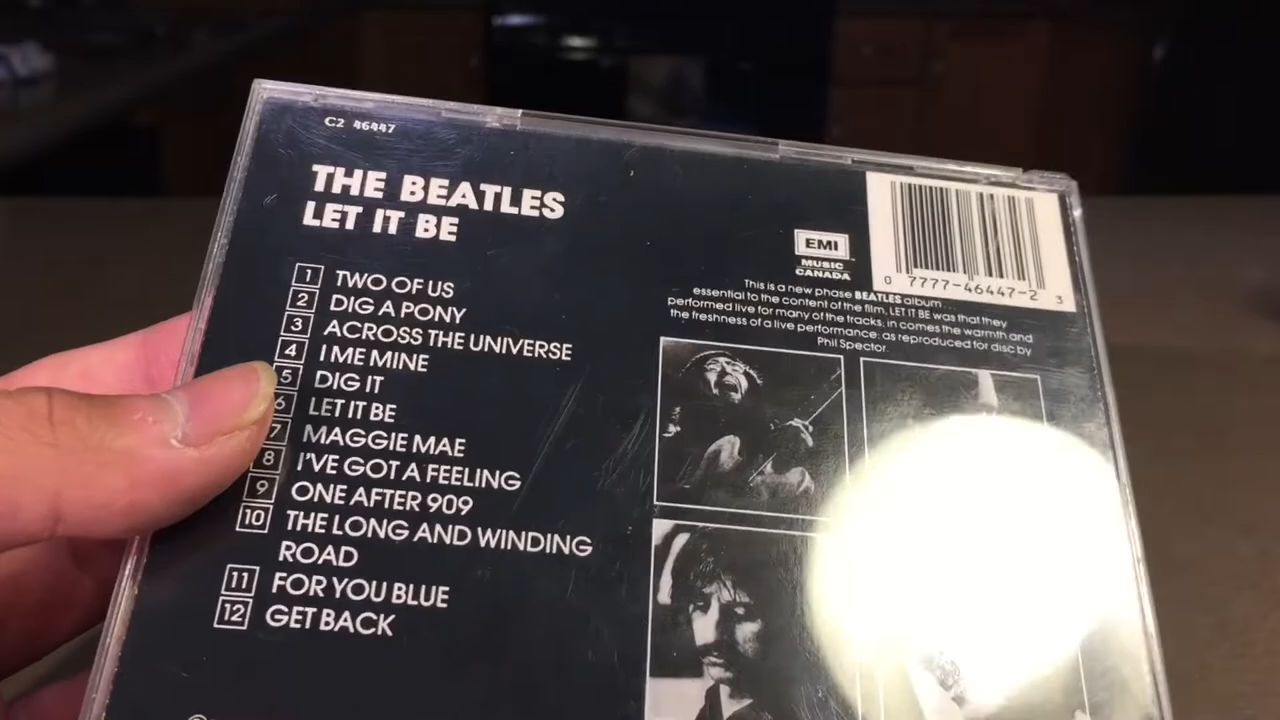 C2 46447
THE BEATLES
LET IT BE
1 TWO OF US
2 DIG A PONY
3 ACROSS THE UNIVERSE
4 I ME MINE
5 DIG IT
6 LET IT BE
7 MAGGIE MAE
8 I'VE GOT A FEELING
9 ONE AFTER 909
10 THE LONG AND WINDING
ROAD
11 FOR YOU BLUE
12 GET BACK
EMI
MUSIC
CANADA
0 7777-46447-2 3
This is a new phase BEATLES album . . .
essential to the content of the film, LET IT BE was that they
performed live for many of the tracks; in comes the warmth and
the freshness of a live performance; as reproduced for disc by
Phil Spector.